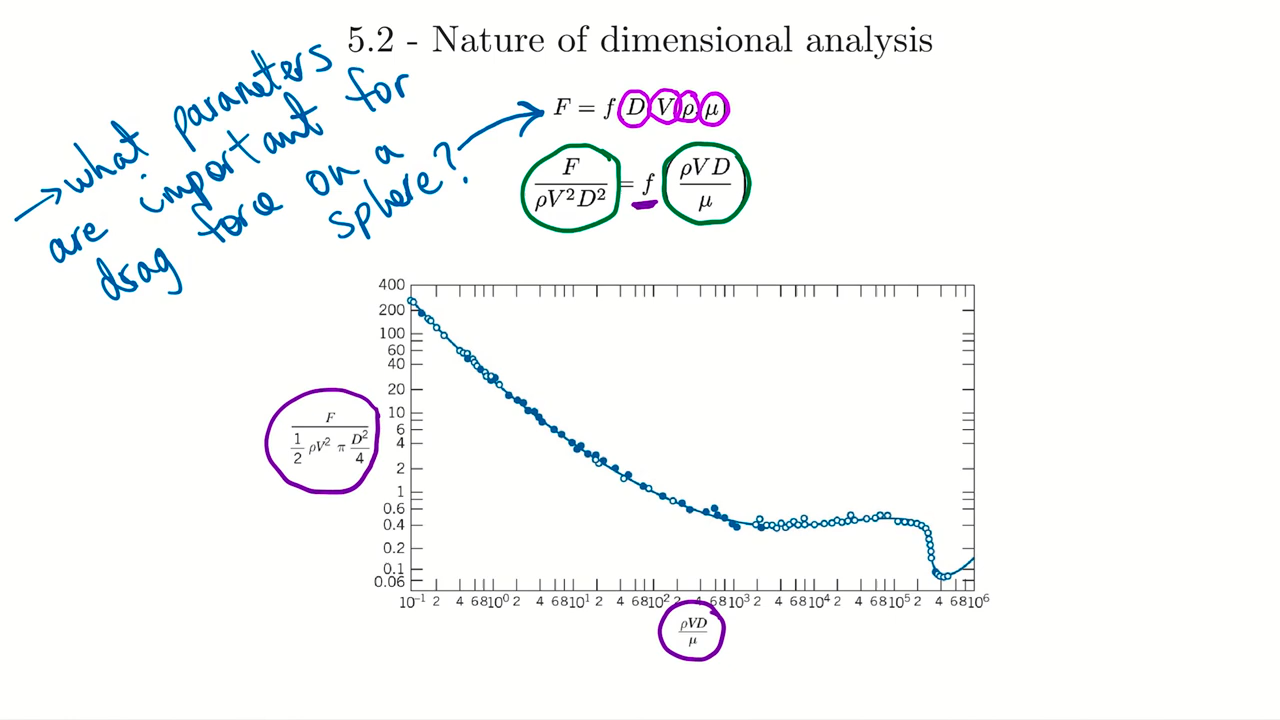 5.2 - Nature of dimensional analysis
→ what parameters
are important for
drag force on a
sphere?
F = f(D, V, ρ, μ)
F/ρV²D² = f(ρVD/μ)
400
200
100
60
40
20
10
6
4
2
1
0.6
0.4
0.2
0.1
0.06
F / (1/2 ρV² π D²/4)
10⁻¹ 2 4 6 8 10⁰ 2 4 6 8 10¹ 2 4 6 8 10² 2 4 6 8 10³ 2 4 6 8 10⁴ 2 4 6 8 10⁵ 2 4 6 8 10⁶
ρVD/μ